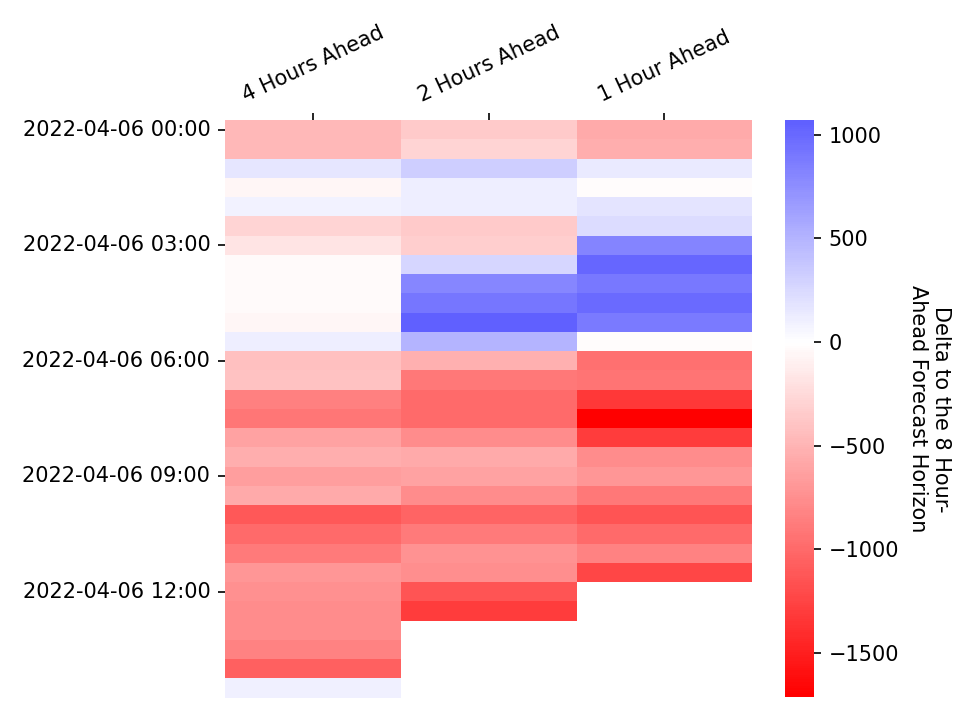 4 Hours Ahead
2 Hours Ahead
1 Hour Ahead
2022-04-06 00:00
2022-04-06 03:00
2022-04-06 06:00
2022-04-06 09:00
2022-04-06 12:00
1000
500
0
−500
−1000
−1500
Delta to the 8 Hour-
Ahead Forecast Horizon